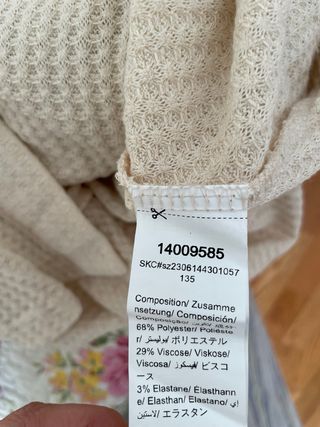 14009585
SKC#sz2306144301057
135
Composition/ Zusamme
nsetzung/ Composición/
68% Polyester/ Poliéste
r/ بوليستر/ ポリエステル
29% Viscose/ Viskose/
Viscosa/ فيسكوز/ ビスコ
ース
3% Elastane/ Élasthann
e/ Elasthan/ Elastano/ إي
لاستين/ エラスタン